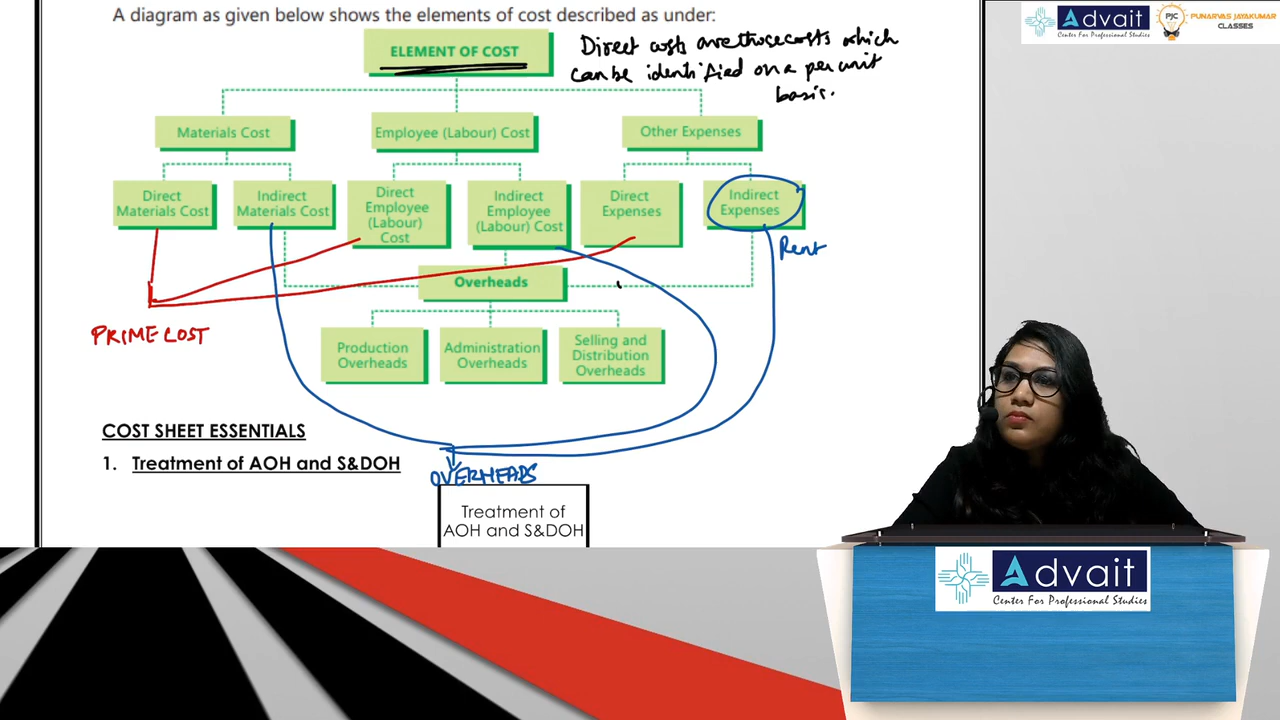 A diagram as given below shows the elements of cost described as under:
Advait
Center For Professional Studies
PJC
PUNARVAS JAYAKUMAR
CLASSES
ELEMENT OF COST
Direct costs are those costs which
can be identified on a per unit
basis.
Materials Cost
Employee (Labour) Cost
Other Expenses
Direct
Materials Cost
Indirect
Materials Cost
Direct
Employee
(Labour)
Cost
Indirect
Employee
(Labour) Cost
Direct
Expenses
Indirect
Expenses
Rent
Overheads
PRIME COST
Production
Overheads
Administration
Overheads
Selling and
Distribution
Overheads
COST SHEET ESSENTIALS
1. Treatment of AOH and S&DOH
OVERHEADS
Treatment of
AOH and S&DOH
Advait
Center For Professional Studies